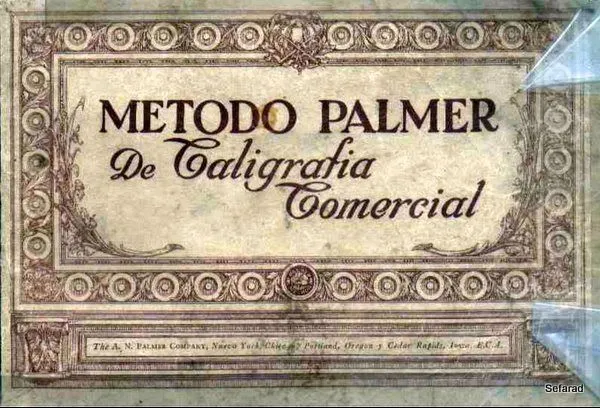 METODO PALMER
De Caligrafia
Comercial
The A. N. PALMER COMPANY, Nueva York, Chicago y Portland, Oregon y Cedar Rapids, Iowa, E.U.A.
Sefarad